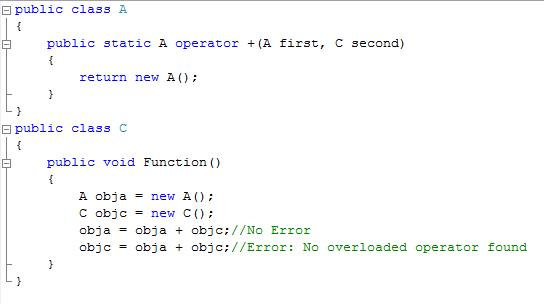 public class A
{
    public static A operator +(A first, C second)
    {
        return new A();
    }
}
public class C
{
    public void Function()
    {
        A obja = new A();
        C objc = new C();
        obja = obja + objc;//No Error
        objc = obja + objc;//Error: No overloaded operator found
    }
}